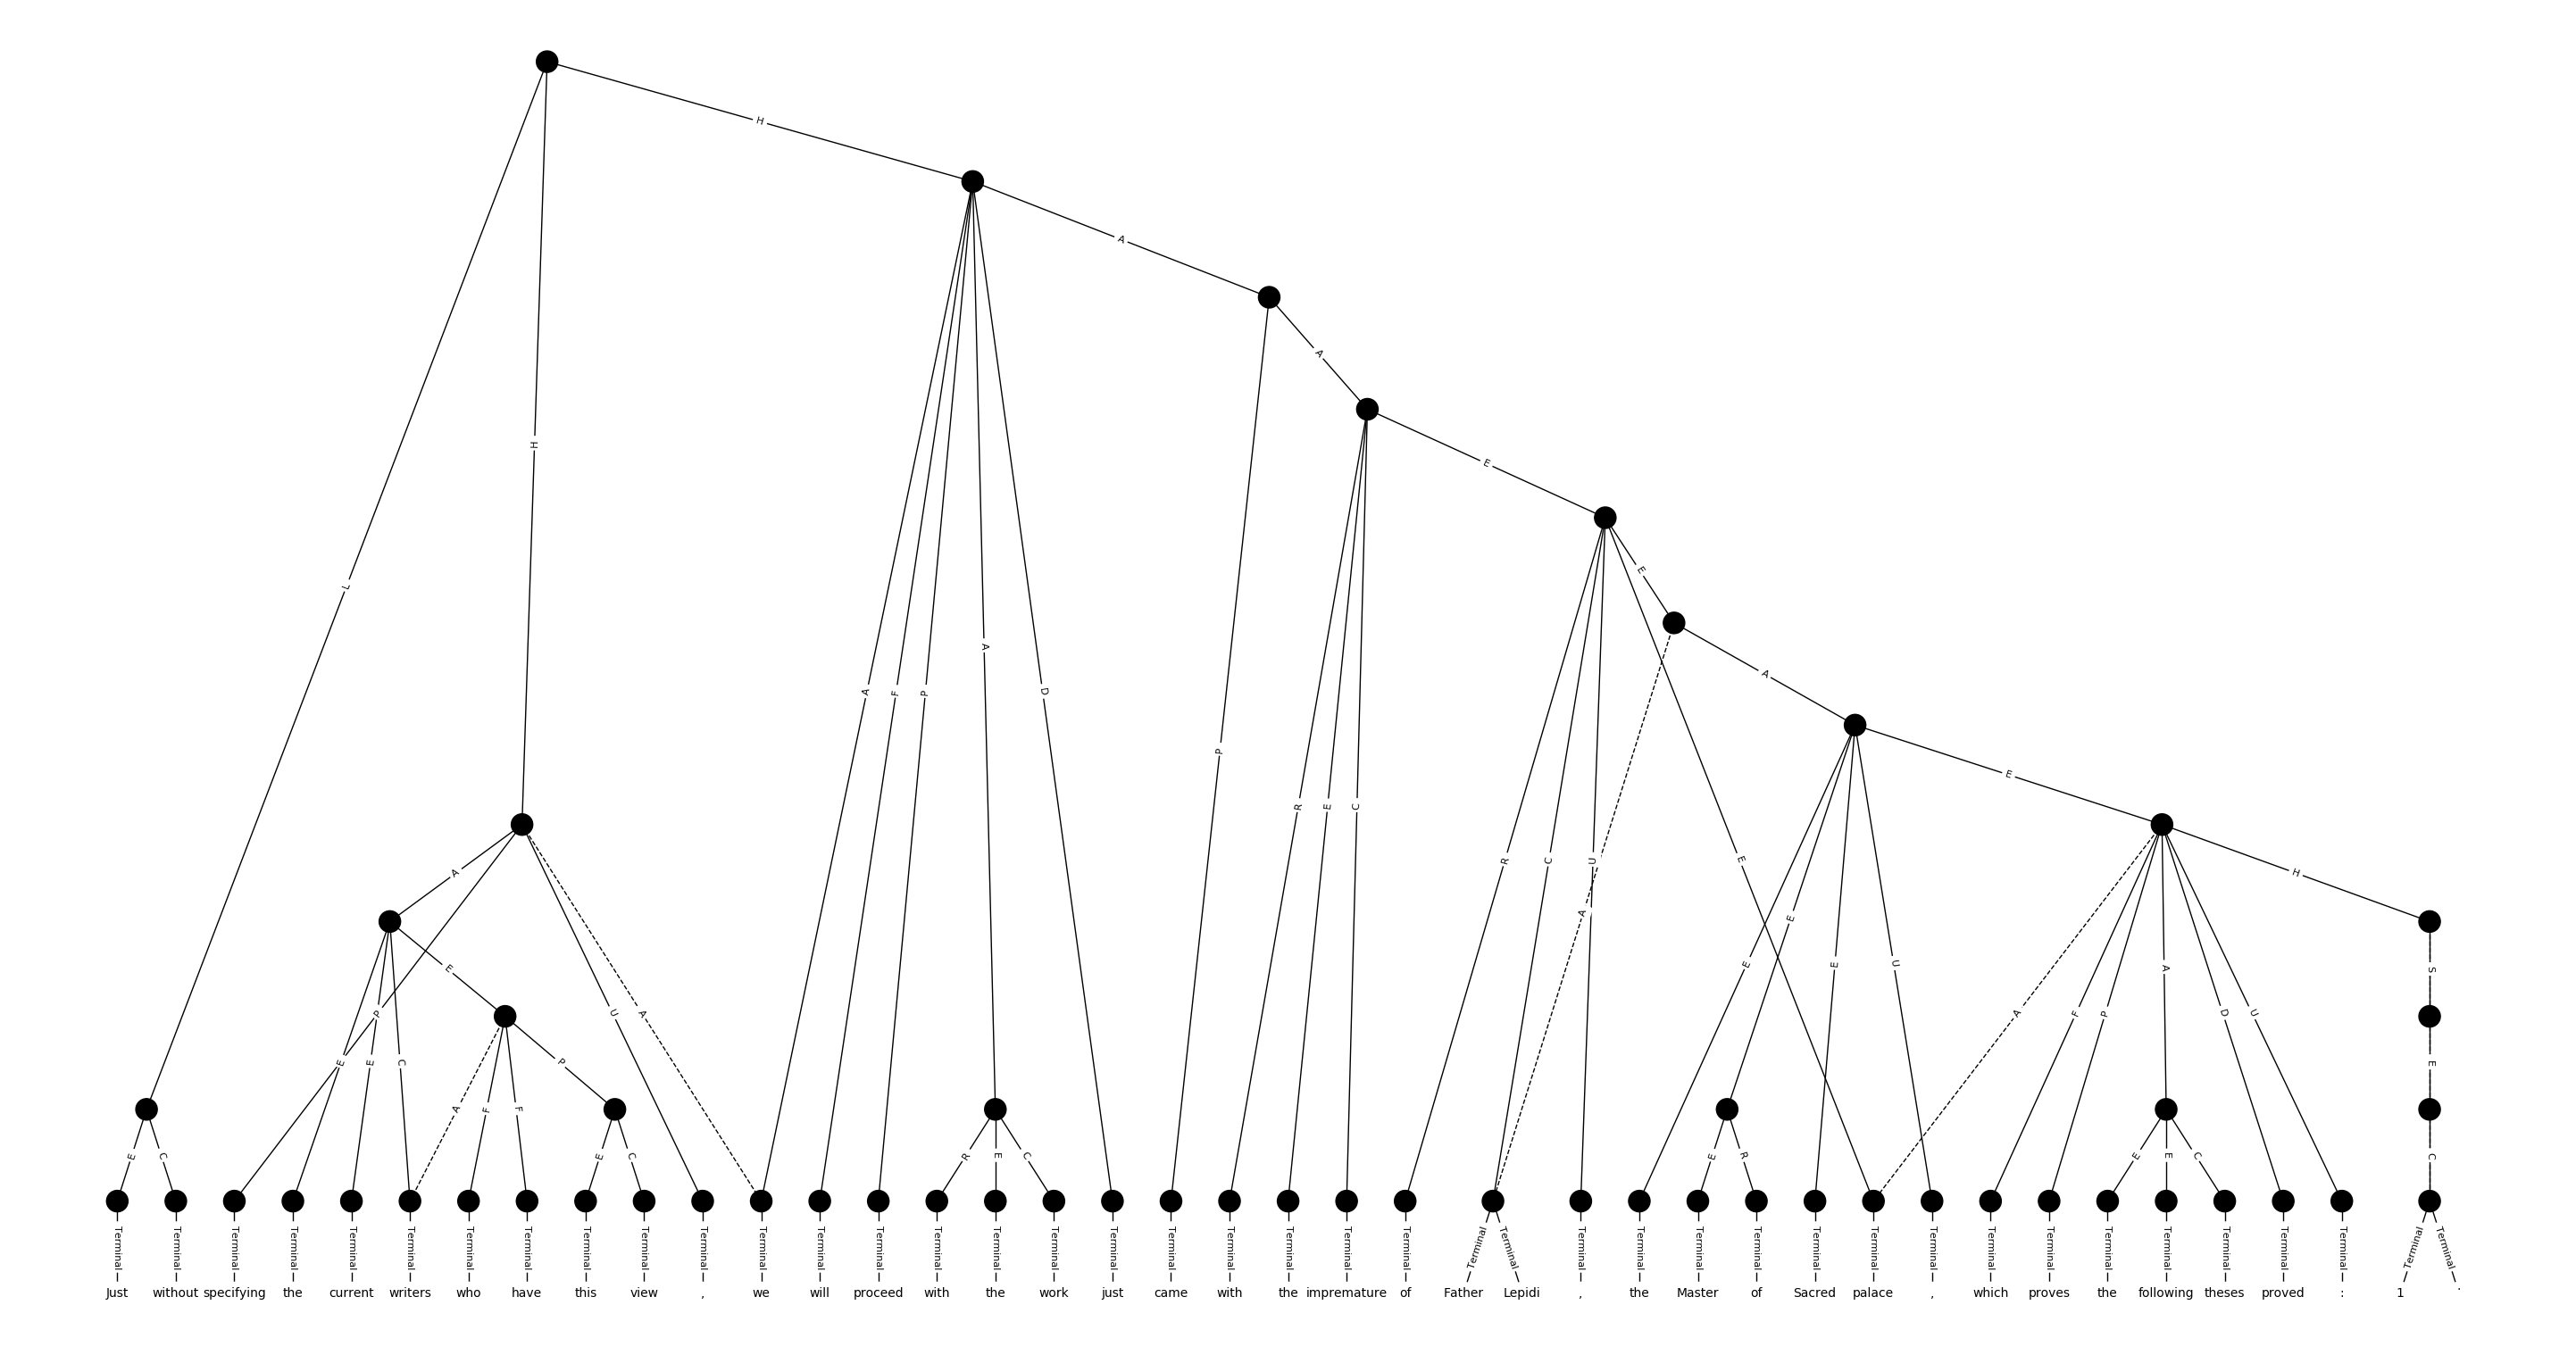 H
A
A
E
L
H
E
A
A
F
P
A
D
P
R
E
C
R
C
U
A
E
E
E
E
U
E
H
A
P
E
U
A
E
E
C
P
A
F
P
A
D
U
S
E
A
F
F
E
C
E
C
R
E
C
E
R
E
E
C
C
Terminal Terminal Terminal Terminal Terminal Terminal Terminal Terminal Terminal Terminal Terminal Terminal Terminal Terminal Terminal Terminal Terminal Terminal Terminal Terminal Terminal Terminal Terminal Terminal Terminal Terminal Terminal Terminal Terminal Terminal Terminal Terminal Terminal Terminal Terminal Terminal Terminal Terminal Terminal Terminal Terminal
Just without specifying the current writers who have this view , we will proceed with the work just came with the impremature of Father Lepidi , the Master of Sacred palace , which proves the following theses proved : 1 .